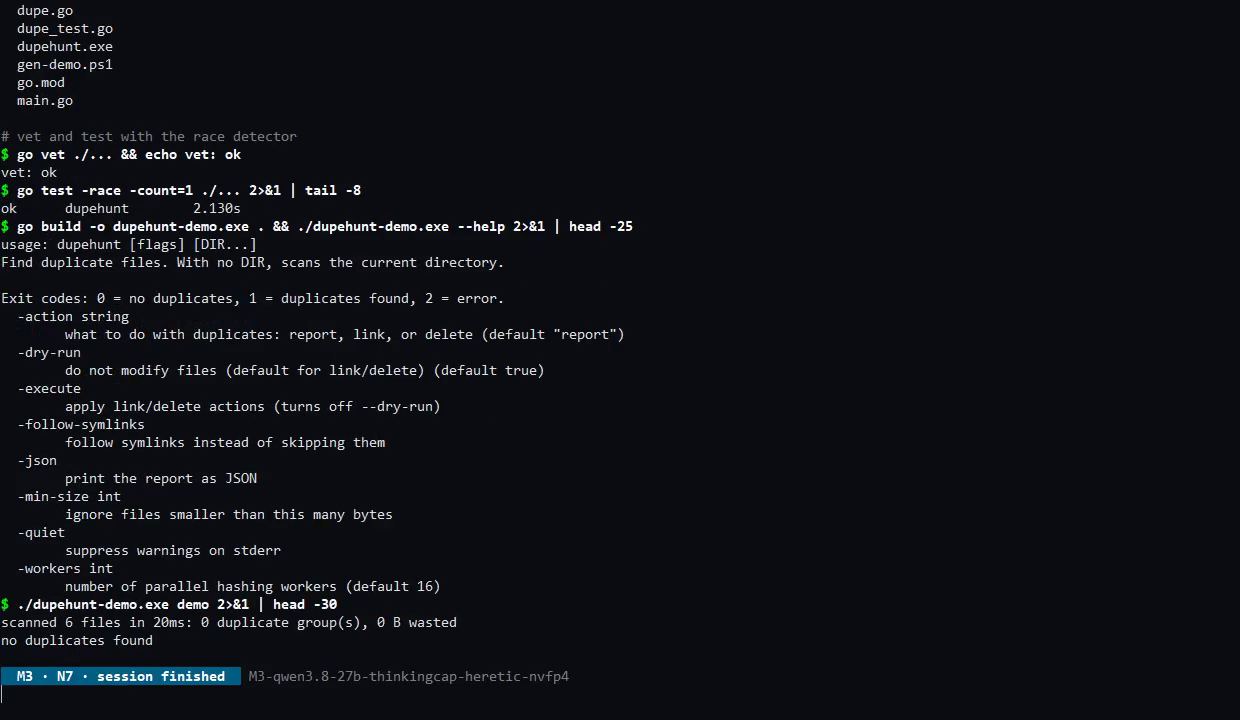 dupe.go
dupe_test.go
dupehunt.exe
gen-demo.ps1
go.mod
main.go
# vet and test with the race detector
$ go vet ./... && echo vet: ok
vet: ok
$ go test -race -count=1 ./... 2>&1 | tail -8
ok      dupehunt        2.130s
$ go build -o dupehunt-demo.exe . && ./dupehunt-demo.exe --help 2>&1 | head -25
usage: dupehunt [flags] [DIR...]
Find duplicate files. With no DIR, scans the current directory.
Exit codes: 0 = no duplicates, 1 = duplicates found, 2 = error.
  -action string
        what to do with duplicates: report, link, or delete (default "report")
  -dry-run
        do not modify files (default for link/delete) (default true)
  -execute
        apply link/delete actions (turns off --dry-run)
  -follow-symlinks
        follow symlinks instead of skipping them
  -json
        print the report as JSON
  -min-size int
        ignore files smaller than this many bytes
  -quiet
        suppress warnings on stderr
  -workers int
        number of parallel hashing workers (default 16)
$ ./dupehunt-demo.exe demo 2>&1 | head -30
scanned 6 files in 20ms: 0 duplicate group(s), 0 B wasted
no duplicates found
M3 · N7 · session finished  M3-qwen3.8-27b-thinkingcap-heretic-nvfp4